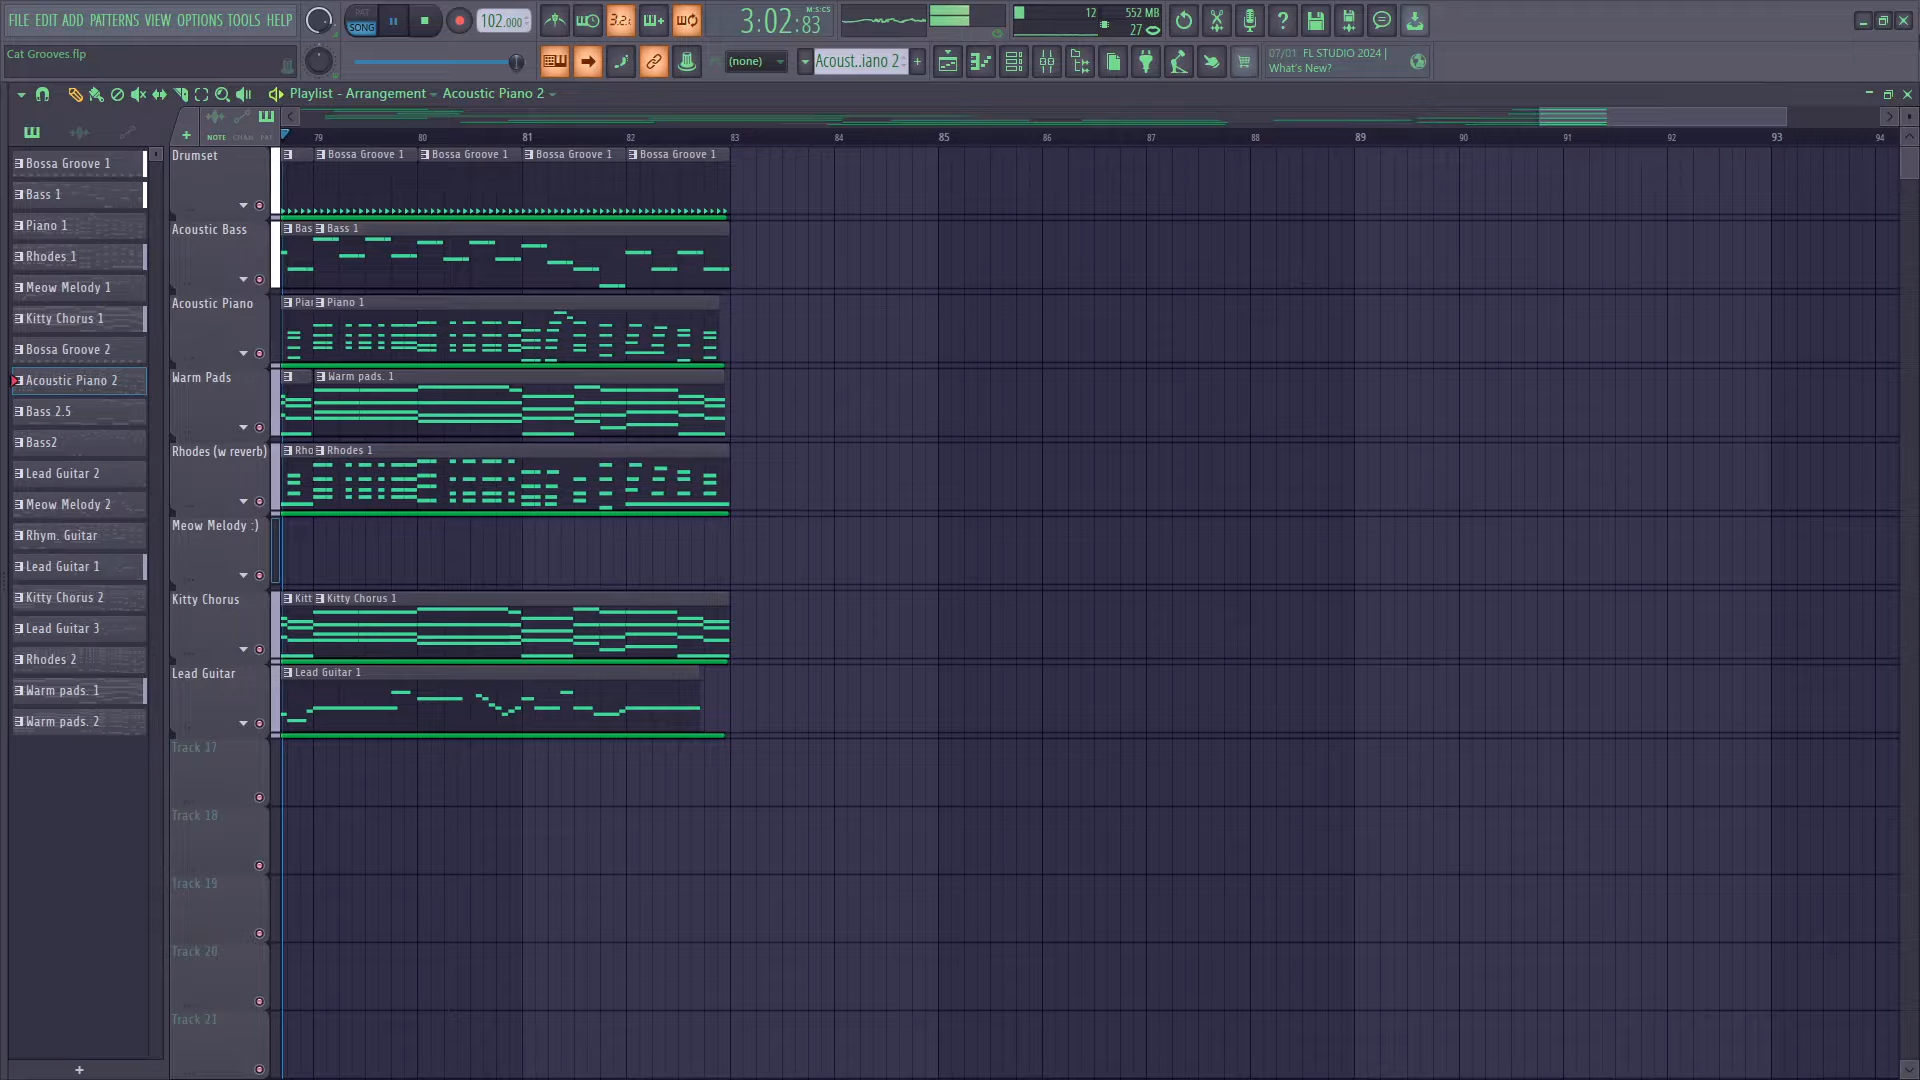 FILE EDIT ADD PATTERNS VIEW OPTIONS TOOLS HELP
PAT
SONG
102.000
3.2.
3:02:83
M:S:CS
12
552 MB
27
Cat Grooves.flp
(none)
Acoust..iano 2
07/01 FL STUDIO 2024 |
What's New?
Playlist - Arrangement
Acoustic Piano 2
NOTE CHAN PAT
79 80 81 82 83 84 85 86 87 88 89 90 91 92 93 94
Bossa Groove 1
Bass 1
Piano 1
Rhodes 1
Meow Melody 1
Kitty Chorus 1
Bossa Groove 2
Acoustic Piano 2
Bass 2.5
Bass2
Lead Guitar 2
Meow Melody 2
Rhym. Guitar
Lead Guitar 1
Kitty Chorus 2
Lead Guitar 3
Rhodes 2
Warm pads. 1
Warm pads. 2
Drumset
Bossa Groove 1 Bossa Groove 1 Bossa Groove 1 Bossa Groove 1
Acoustic Bass
Bas Bass 1
Acoustic Piano
Piar Piano 1
Warm Pads
Warm pads. 1
Rhodes (w reverb)
Rho Rhodes 1
Meow Melody :)
Kitty Chorus
Kitt Kitty Chorus 1
Lead Guitar
Lead Guitar 1
Track 17
Track 18
Track 19
Track 20
Track 21